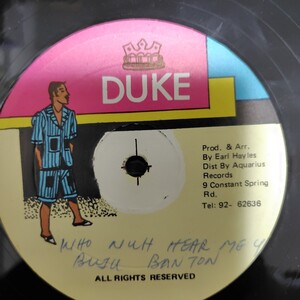 DUKE
Prod. & Arr.
By Earl Hayles
Dist By Aquarius
Records
9 Constant Spring
Rd.
Tel: 92- 62636
WHO NUH HEAR ME Y
BUJU BANTON
ALL RIGHTS RESERVED